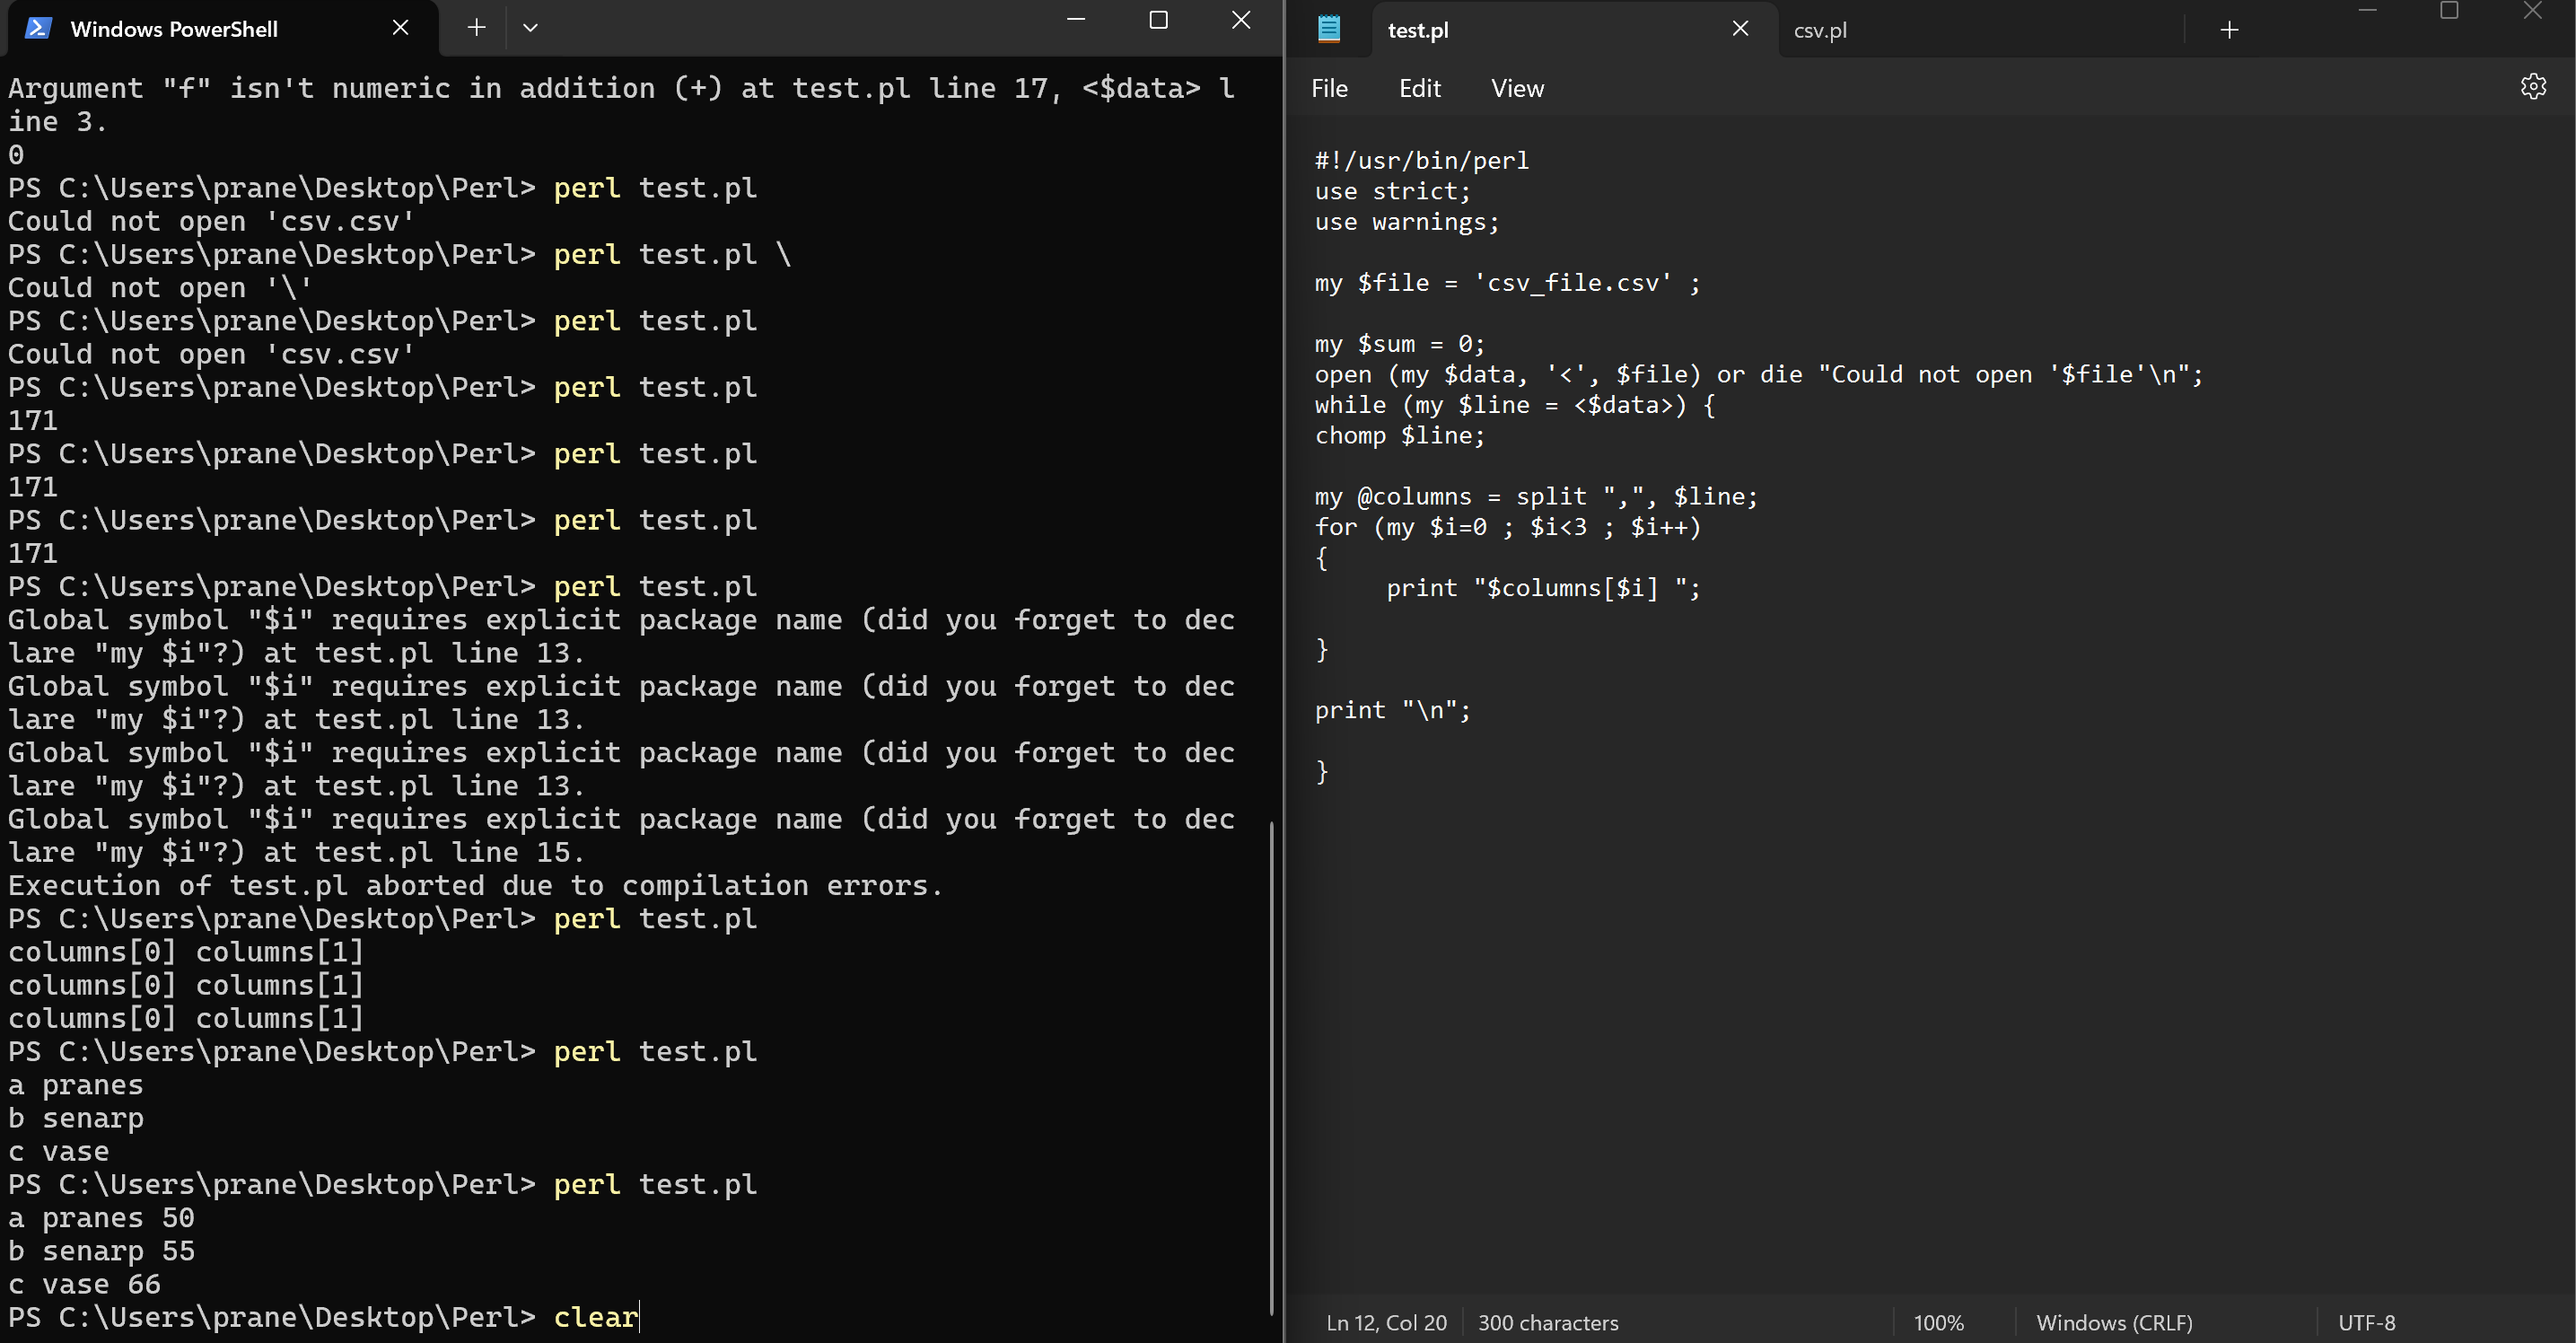 Windows PowerShell
Argument "f" isn't numeric in addition (+) at test.pl line 17, <$data> l
ine 3.
0
PS C:\Users\prane\Desktop\Perl> perl test.pl
Could not open 'csv.csv'
PS C:\Users\prane\Desktop\Perl> perl test.pl \
Could not open '\'
PS C:\Users\prane\Desktop\Perl> perl test.pl
Could not open 'csv.csv'
PS C:\Users\prane\Desktop\Perl> perl test.pl
171
PS C:\Users\prane\Desktop\Perl> perl test.pl
171
PS C:\Users\prane\Desktop\Perl> perl test.pl
171
PS C:\Users\prane\Desktop\Perl> perl test.pl
Global symbol "$i" requires explicit package name (did you forget to dec
lare "my $i"?) at test.pl line 13.
Global symbol "$i" requires explicit package name (did you forget to dec
lare "my $i"?) at test.pl line 13.
Global symbol "$i" requires explicit package name (did you forget to dec
lare "my $i"?) at test.pl line 13.
Global symbol "$i" requires explicit package name (did you forget to dec
lare "my $i"?) at test.pl line 15.
Execution of test.pl aborted due to compilation errors.
PS C:\Users\prane\Desktop\Perl> perl test.pl
columns[0] columns[1]
columns[0] columns[1]
columns[0] columns[1]
PS C:\Users\prane\Desktop\Perl> perl test.pl
a pranes
b senarp
c vase
PS C:\Users\prane\Desktop\Perl> perl test.pl
a pranes 50
b senarp 55
c vase 66
PS C:\Users\prane\Desktop\Perl> clear
test.pl
csv.pl
File Edit View
#!/usr/bin/perl
use strict;
use warnings;
my $file = 'csv_file.csv' ;
my $sum = 0;
open (my $data, '<', $file) or die "Could not open '$file'\n";
while (my $line = <$data>) {
chomp $line;
my @columns = split ",", $line;
for (my $i=0 ; $i<3 ; $i++)
{
print "$columns[$i] ";
}
print "\n";
}
Ln 12, Col 20 300 characters 100% Windows (CRLF) UTF-8